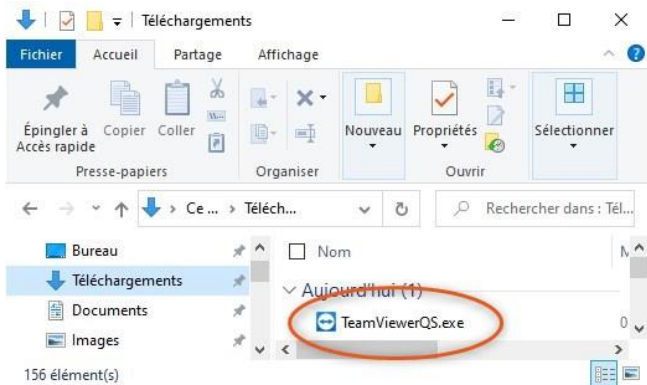 Téléchargements
Fichier Accueil Partage Affichage
Épingler à Accès rapide
Copier
Coller
Nouveau
Propriétés
Sélectionner
Presse-papiers
Organiser
Ouvrir
Ce ... Téléch...
Rechercher dans : Tél...
Bureau
Téléchargements
Documents
Images
Nom
Aujourd'hui (1)
TeamViewerQS.exe
0
156 élément(s)